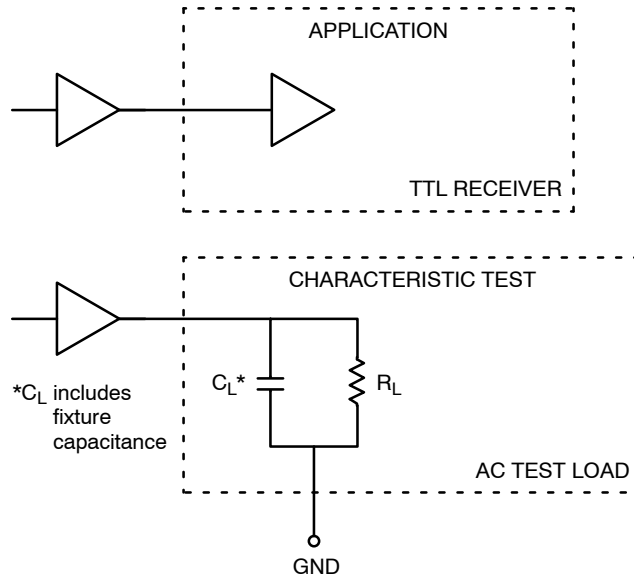 APPLICATION
TTL RECEIVER
CHARACTERISTIC TEST
*CL includes
fixture
capacitance
CL*
RL
AC TEST LOAD
GND